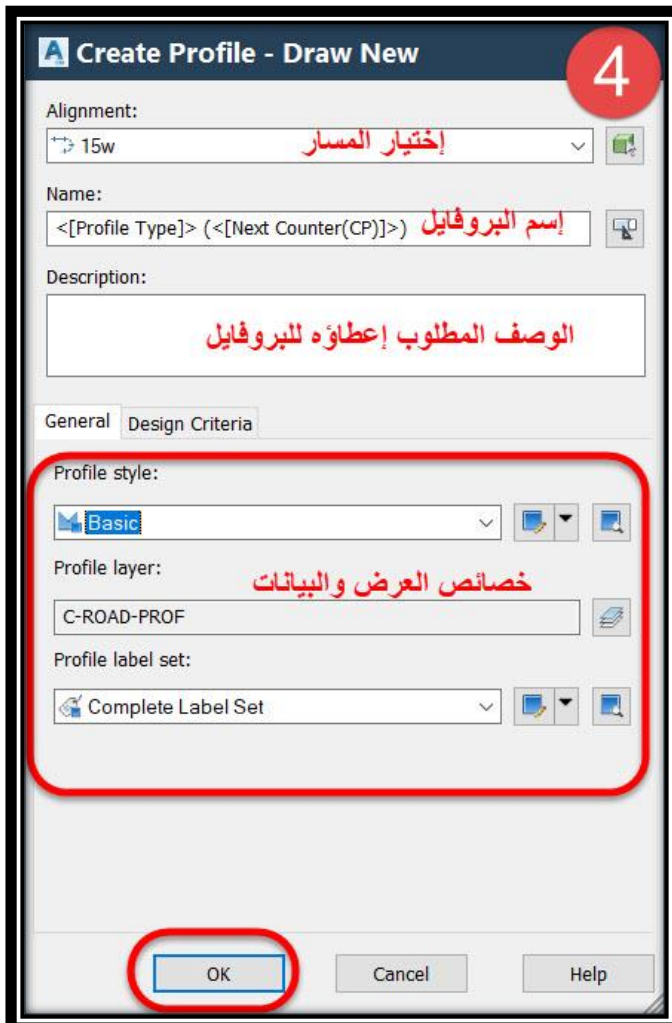 Create Profile - Draw New
4
Alignment:
15w إختيار المسار
Name:
<[Profile Type]> (<[Next Counter(CP)]>) إسم البروفايل
Description:
الوصف المطلوب إعطاؤه للبروفايل
General Design Criteria
Profile style:
Basic
Profile layer:
خصائص العرض والبيانات
C-ROAD-PROF
Profile label set:
Complete Label Set
OK Cancel Help